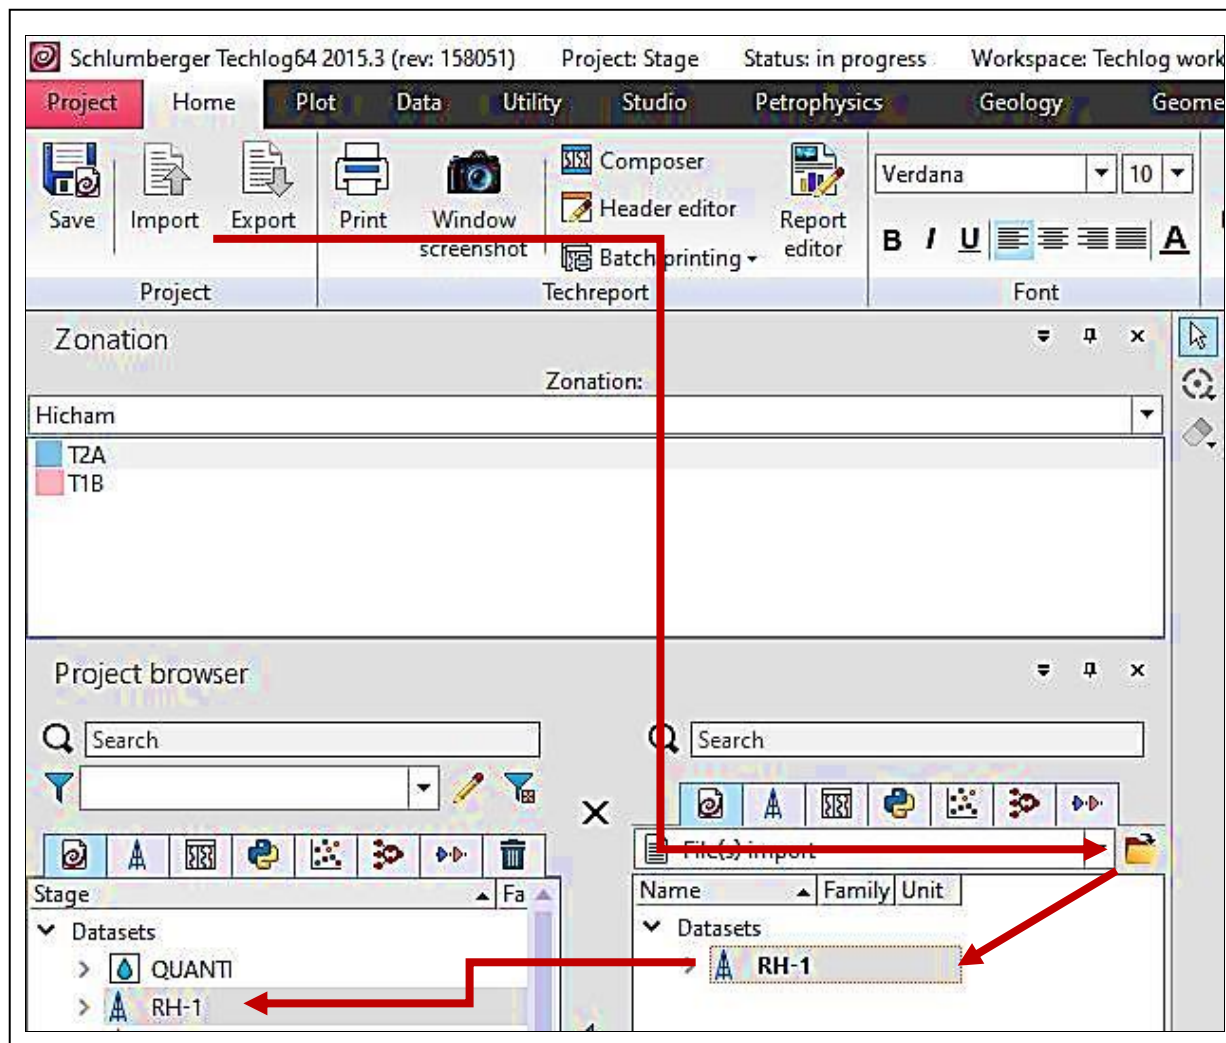 Schlumberger Techlog64 2015.3 (rev: 158051) Project: Stage Status: in progress Workspace: Techlog work
Project Home Plot Data Utility Studio Petrophysics Geology Geome
Save Import Export Print Window screenshot Composer Header editor Batch printing Report editor Verdana 10
B I U A
Project Techreport Font
Zonation
Zonation:
Hicham
T2A
T1B
Project browser
Search Search
File(s) import
Stage Fa Name Family Unit
Datasets Datasets
QUANTI RH-1
RH-1